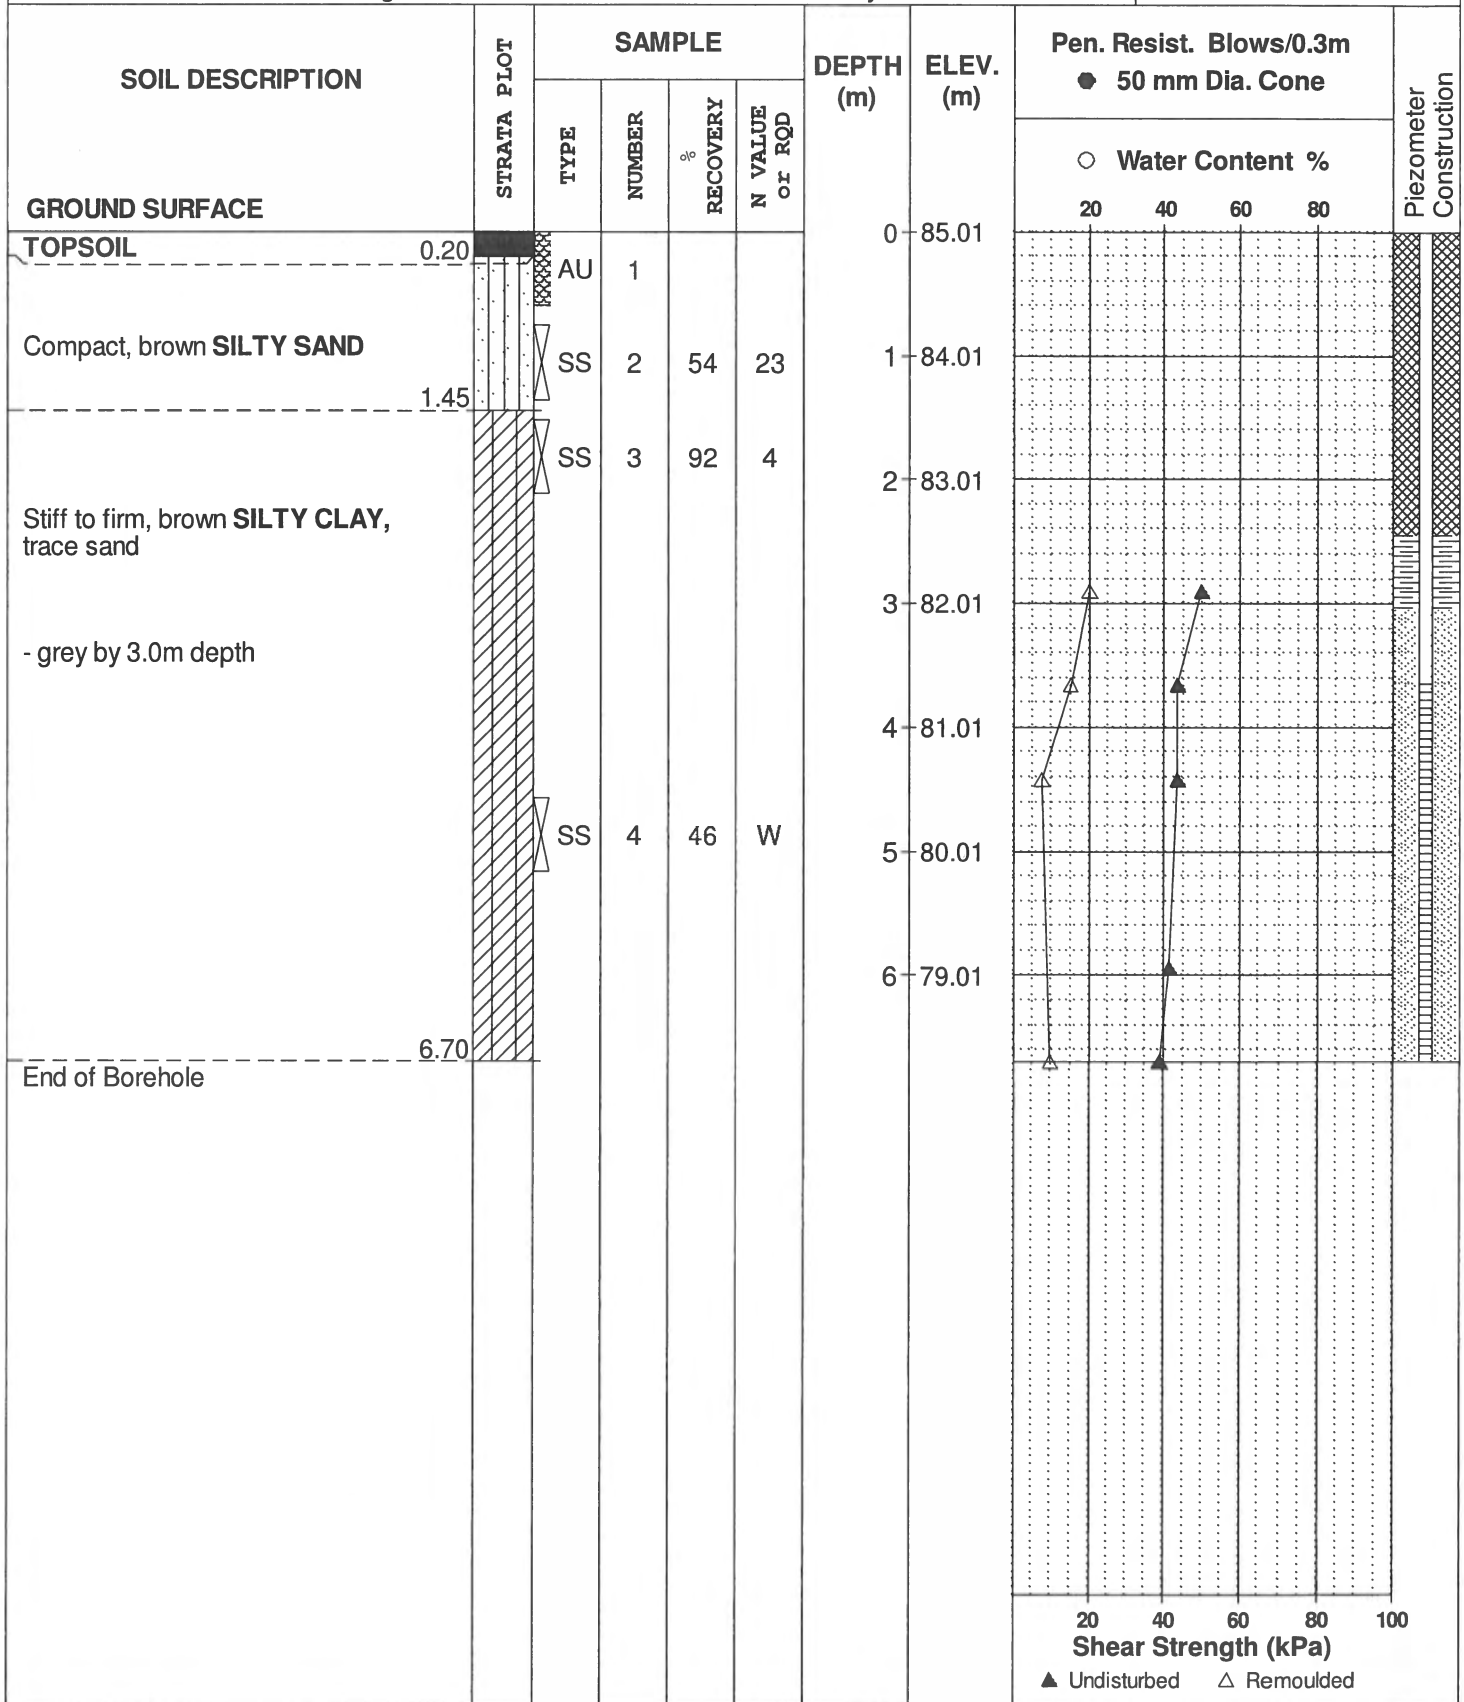 SOIL DESCRIPTION
GROUND SURFACE
STRATA PLOT
SAMPLE
TYPE
NUMBER
% RECOVERY
N VALUE or RQD
DEPTH (m)
ELEV. (m)
Pen. Resist. Blows/0.3m
● 50 mm Dia. Cone
○ Water Content %
20 40 60 80
Piezometer Construction
TOPSOIL 0.20
0 85.01
AU 1
Compact, brown SILTY SAND
SS 2 54 23
1 84.01
1.45
SS 3 92 4
2 83.01
Stiff to firm, brown SILTY CLAY,
trace sand
3 82.01
- grey by 3.0m depth
4 81.01
SS 4 46 W
5 80.01
6 79.01
6.70
End of Borehole
20 40 60 80 100
Shear Strength (kPa)
▲ Undisturbed △ Remoulded